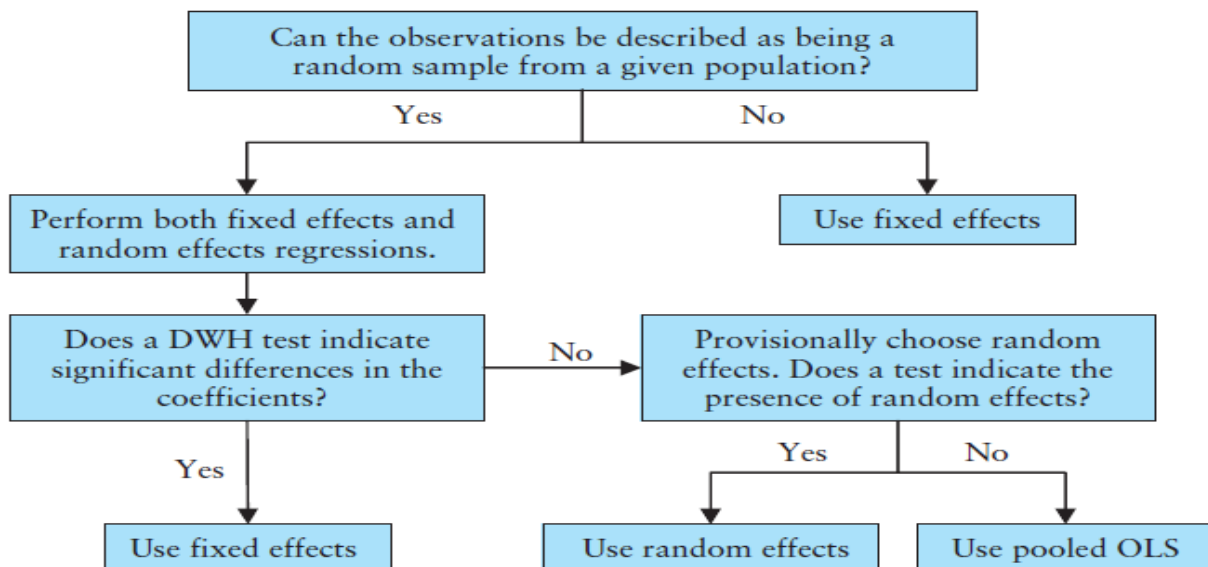 Can the observations be described as being a
random sample from a given population?
Yes
No
Perform both fixed effects and
random effects regressions.
Use fixed effects
Does a DWH test indicate
significant differences in the
coefficients?
No
Provisionally choose random
effects. Does a test indicate the
presence of random effects?
Yes
Yes
No
Use fixed effects
Use random effects
Use pooled OLS